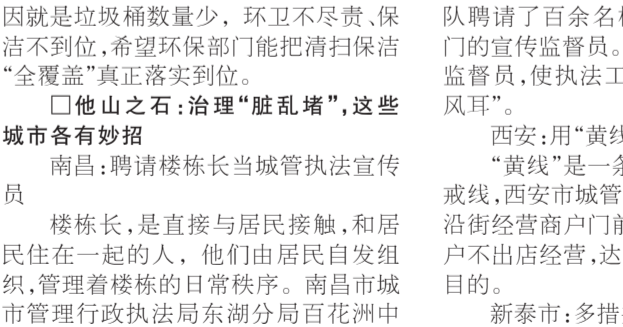 因就是垃圾桶数量少，环卫不尽责、保
洁不到位,希望环保部门能把清扫保洁
“全覆盖”真正落实到位。
□他山之石:治理“脏乱堵”,这些
城市各有妙招
南昌:聘请楼栋长当城管执法宣传
员
楼栋长,是直接与居民接触,和居
民住在一起的人，他们由居民自发组
织,管理着楼栋的日常秩序。南昌市城
市管理行政执法局东湖分局百花洲中
队聘请了百余名
门的宣传监督员。
监督员,使执法工
风耳”。
西安:用“黄线
“黄线”是一条
戒线,西安市城管
沿街经营商户门前
户不出店经营,达
目的。
新泰市:多措